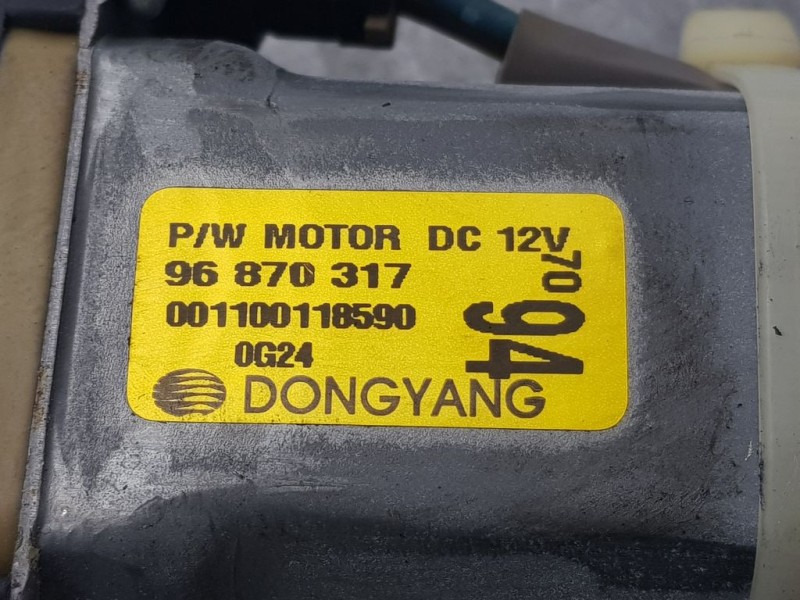 P/W MOTOR DC 12V
96 870 317
001100118590
0G24
DONGYANG
70
94